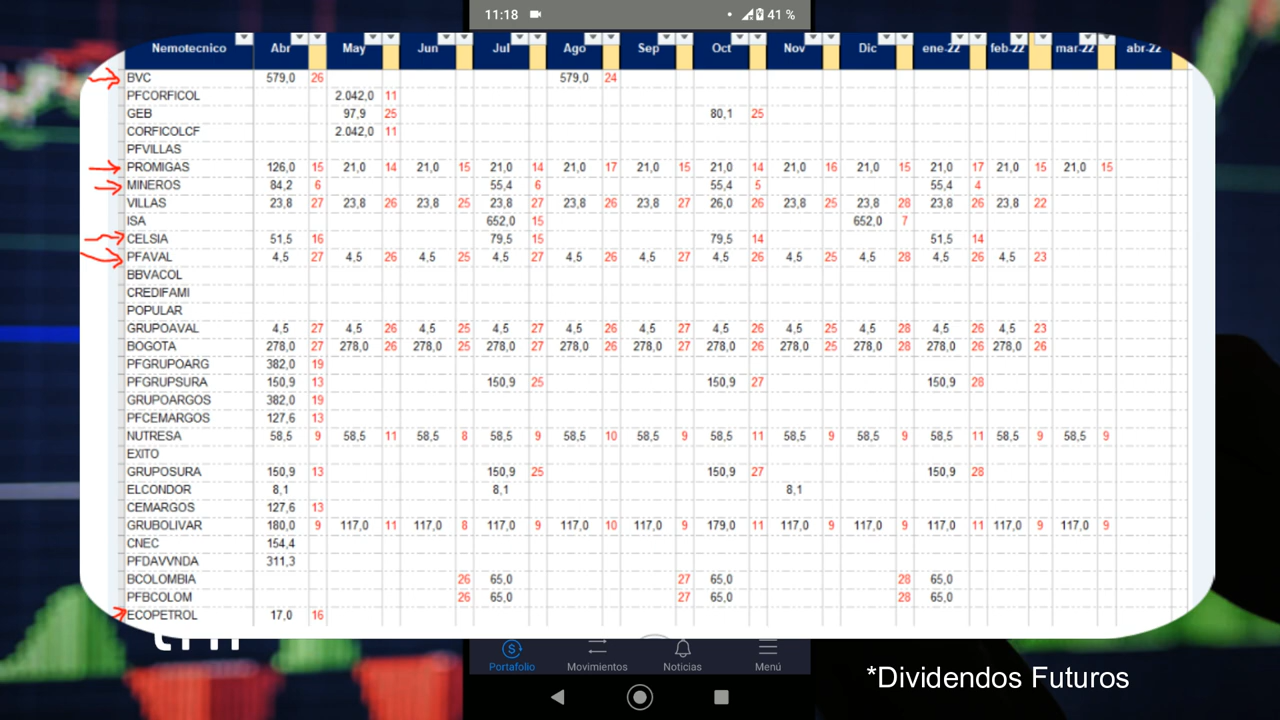 11:18 41 %
Nemotecnico Abr May Jun Jul Ago Sep Oct Nov Dic ene-22 feb-22 mar-22 abr-22
BVC 579,0 26 579,0 24
PFCORFICOL 2.042,0 11
GEB 97,9 25 80,1 25
CORFICOLCF 2.042,0 11
PFVILLAS
PROMIGAS 126,0 15 21,0 14 21,0 15 21,0 14 21,0 17 21,0 15 21,0 14 21,0 16 21,0 15 21,0 17 21,0 15 21,0 15
MINEROS 84,2 6 55,4 6 55,4 5 55,4 4
VILLAS 23,8 27 23,8 26 23,8 25 23,8 27 23,8 26 23,8 27 26,0 26 23,8 25 23,8 28 23,8 26 23,8 22
ISA 652,0 15 652,0 7
CELSIA 51,5 16 79,5 15 79,5 14 51,5 14
PFAVAL 4,5 27 4,5 26 4,5 25 4,5 27 4,5 26 4,5 27 4,5 26 4,5 25 4,5 28 4,5 26 4,5 23
BBVACOL
CREDIFAMI
POPULAR
GRUPOAVAL 4,5 27 4,5 26 4,5 25 4,5 27 4,5 26 4,5 27 4,5 26 4,5 25 4,5 28 4,5 26 4,5 23
BOGOTA 278,0 27 278,0 26 278,0 25 278,0 27 278,0 26 278,0 27 278,0 26 278,0 25 278,0 28 278,0 26 278,0 26
PFGRUPOARG 382,0 19
PFGRUPSURA 150,9 13 150,9 25 150,9 27 150,9 28
GRUPOARGOS 382,0 19
PFCEMARGOS 127,6 13
NUTRESA 58,5 9 58,5 11 58,5 8 58,5 9 58,5 10 58,5 9 58,5 11 58,5 9 58,5 9 58,5 11 58,5 9 58,5 9
EXITO
GRUPOSURA 150,9 13 150,9 25 150,9 27 150,9 28
ELCONDOR 8,1 8,1 8,1
CEMARGOS 127,6 13
GRUBOLIVAR 180,0 9 117,0 11 117,0 8 117,0 9 117,0 10 117,0 9 179,0 11 117,0 9 117,0 9 117,0 11 117,0 9 117,0 9
CNEC 154,4
PFDAVVNDA 311,3
BCOLOMBIA 26 65,0 27 65,0 28 65,0
PFBCOLOM 26 65,0 27 65,0 28 65,0
ECOPETROL 17,0 16
Portafolio Movimientos Noticias Menú
*Dividendos Futuros